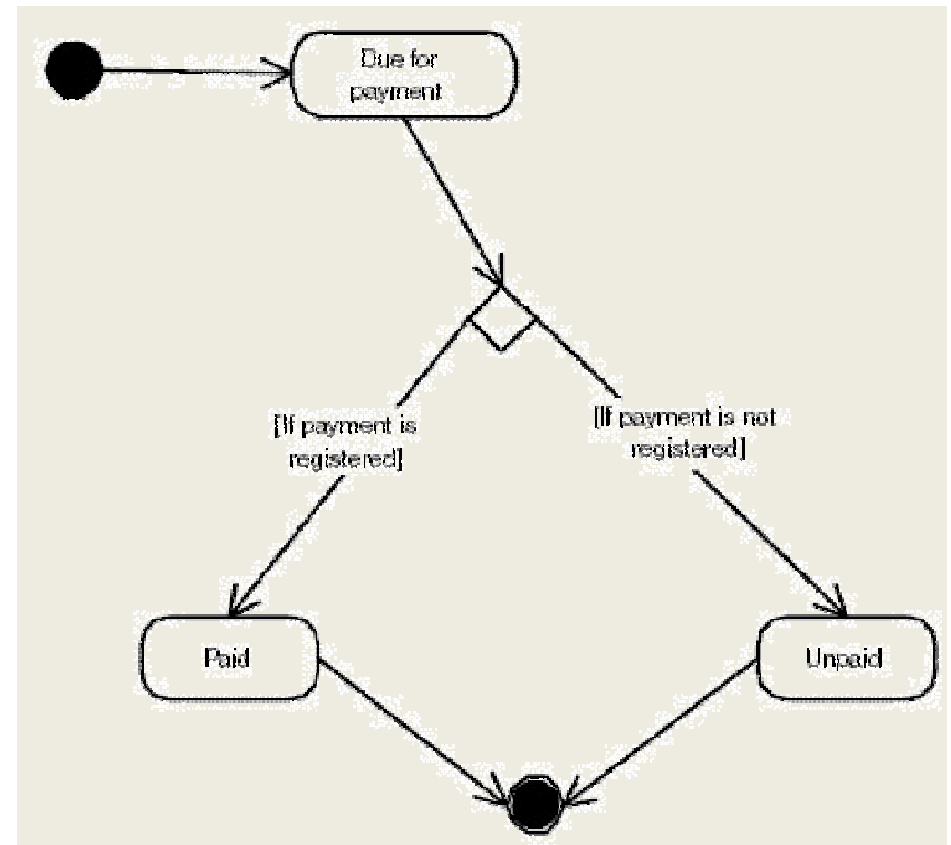 Due for
payment
[If payment is
registered]
[If payment is not
registered]
Paid
Unpaid